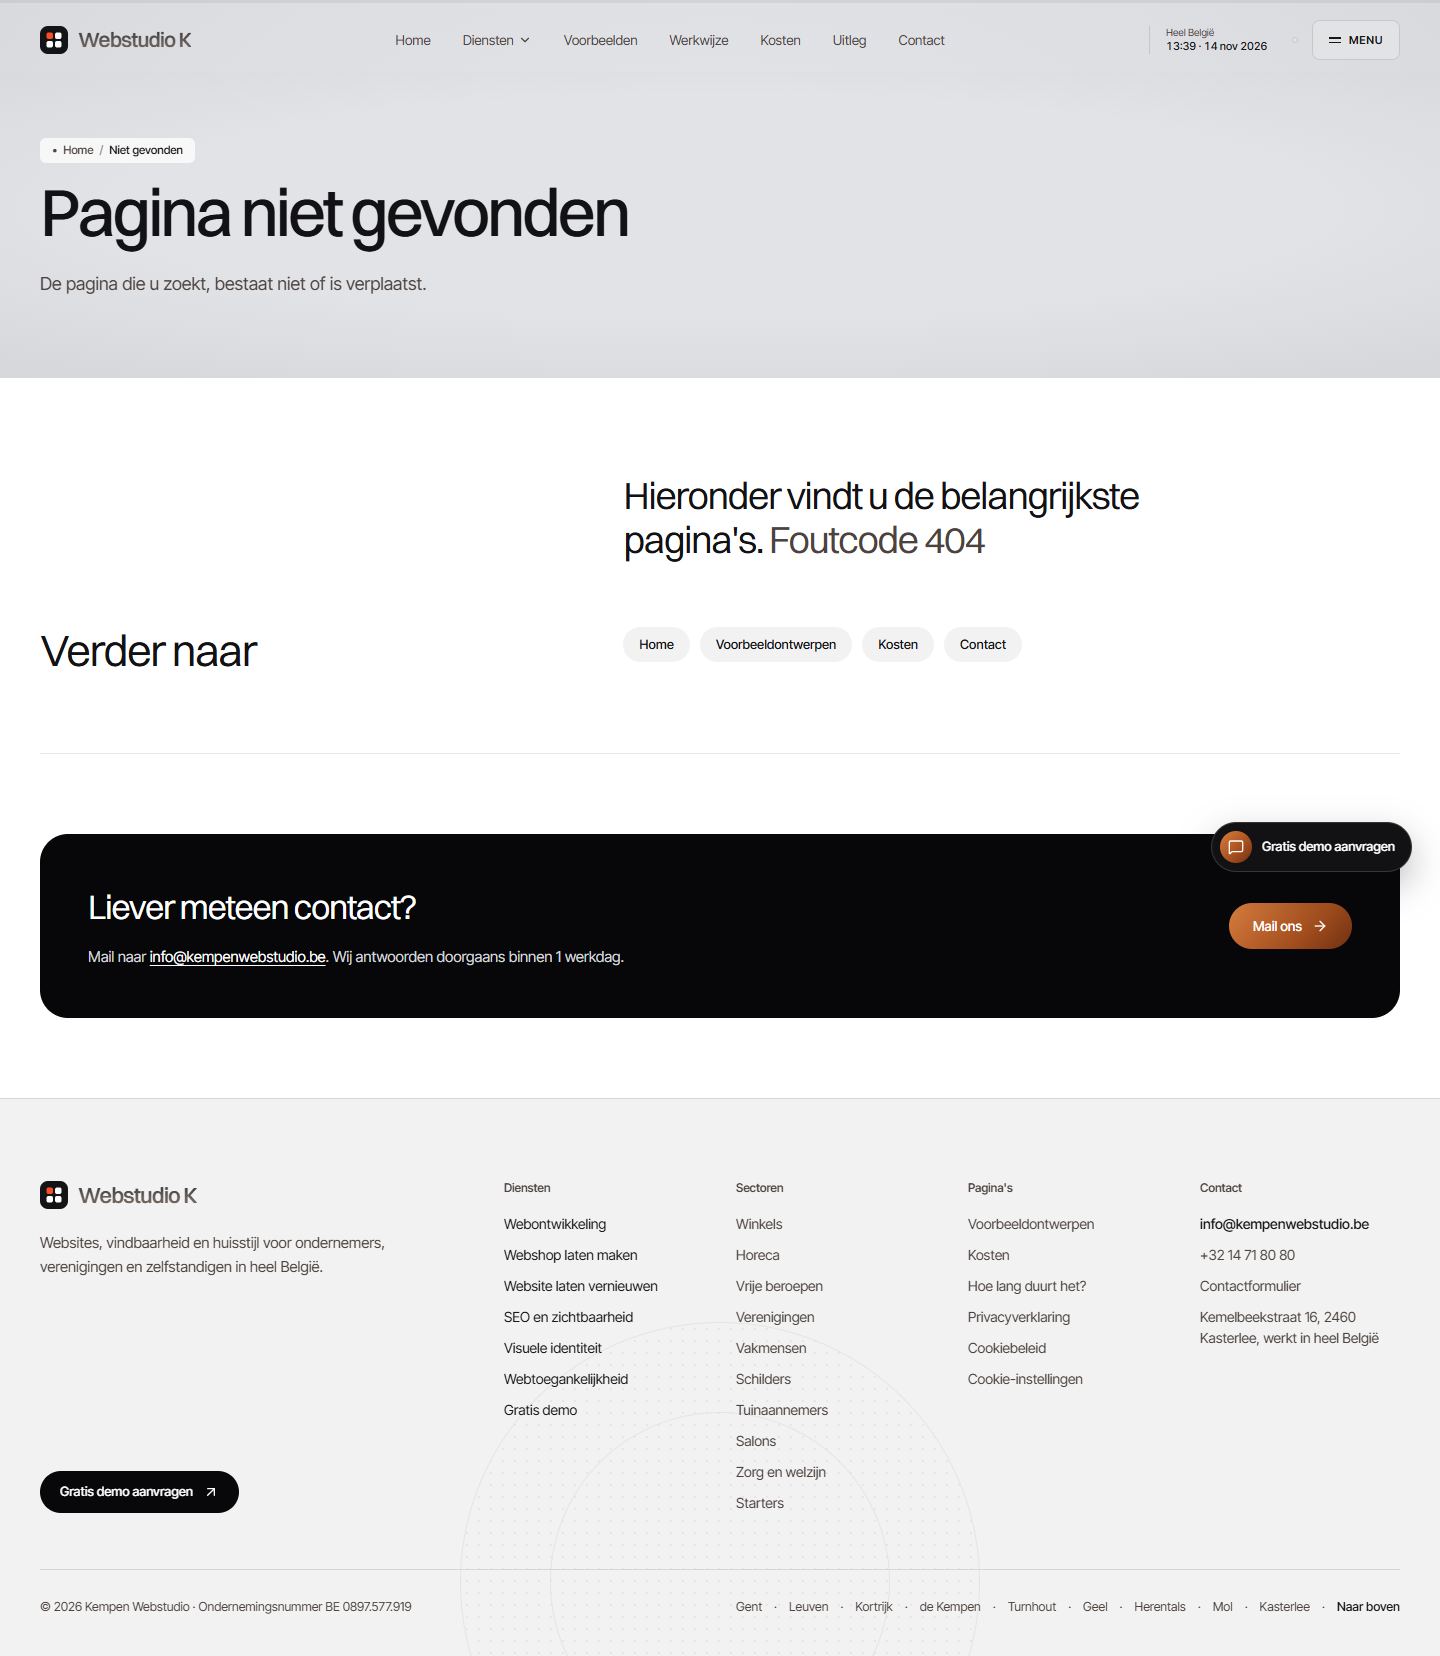 Webstudio K
Home Diensten Voorbeelden Werkwijze Kosten Uitleg Contact
Heel België
13:39 · 14 nov 2026
MENU
• Home / Niet gevonden
Pagina niet gevonden
De pagina die u zoekt, bestaat niet of is verplaatst.
Hieronder vindt u de belangrijkste
pagina's. Foutcode 404
Verder naar
Home Voorbeeldontwerpen Kosten Contact
Gratis demo aanvragen
Liever meteen contact?
Mail naar info@kempenwebstudio.be. Wij antwoorden doorgaans binnen 1 werkdag.
Mail ons
Webstudio K
Websites, vindbaarheid en huisstijl voor ondernemers,
verenigingen en zelfstandigen in heel België.
Gratis demo aanvragen
Diensten
Webontwikkeling
Webshop laten maken
Website laten vernieuwen
SEO en zichtbaarheid
Visuele identiteit
Webtoegankelijkheid
Gratis demo
Sectoren
Winkels
Horeca
Vrije beroepen
Verenigingen
Vakmensen
Schilders
Tuinaannemers
Salons
Zorg en welzijn
Starters
Pagina's
Voorbeeldontwerpen
Kosten
Hoe lang duurt het?
Privacyverklaring
Cookiebeleid
Cookie-instellingen
Contact
info@kempenwebstudio.be
+32 14 71 80 80
Contactformulier
Kemelbeekstraat 16, 2460
Kasterlee, werkt in heel België
© 2026 Kempen Webstudio · Ondernemingsnummer BE 0897.577.919
Gent · Leuven · Kortrijk · de Kempen · Turnhout · Geel · Herentals · Mol · Kasterlee · Naar boven